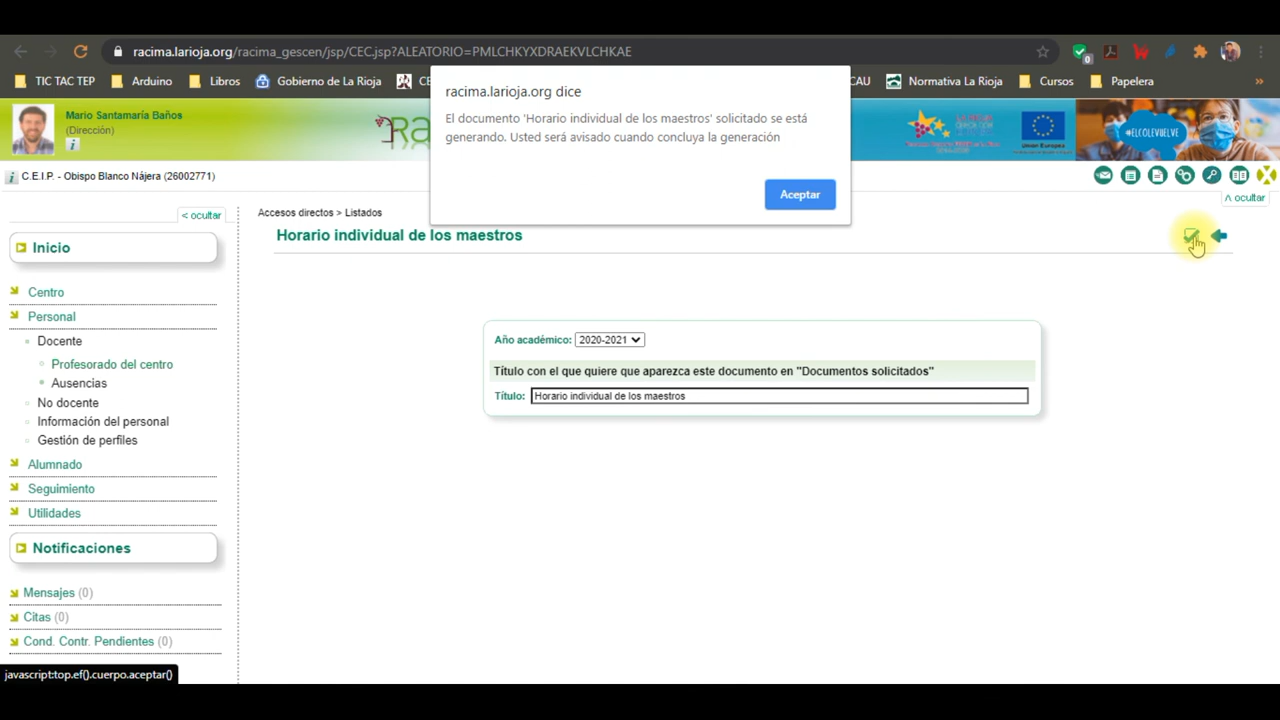 racima.larioja.org/racima_gescen/jsp/CEC.jsp?ALEATORIO=PMLCHKYXDRAEKVLCHKAE
0
TIC TAC TEP
Arduino
Libros
Gobierno de La Rioja
CE
CAU
Normativa La Rioja
Cursos
Papelera
»
racima.larioja.org dice
El documento 'Horario individual de los maestros' solicitado se está
generando. Usted será avisado cuando concluya la generación
Aceptar
Mario Santamaría Baños
(Dirección)
Ra
Unión Europea
#ELCOLEVUELVE
C.E.I.P. - Obispo Blanco Nájera (26002771)
< ocultar
Λ ocultar
Accesos directos > Listados
Horario individual de los maestros
Inicio
Centro
Personal
Docente
Profesorado del centro
Ausencias
No docente
Información del personal
Gestión de perfiles
Alumnado
Seguimiento
Utilidades
Notificaciones
Mensajes (0)
Citas (0)
Cond. Contr. Pendientes (0)
Año académico: 2020-2021
Título con el que quiere que aparezca este documento en "Documentos solicitados"
Título: Horario individual de los maestros
javascript:top.ef().cuerpo.aceptar()